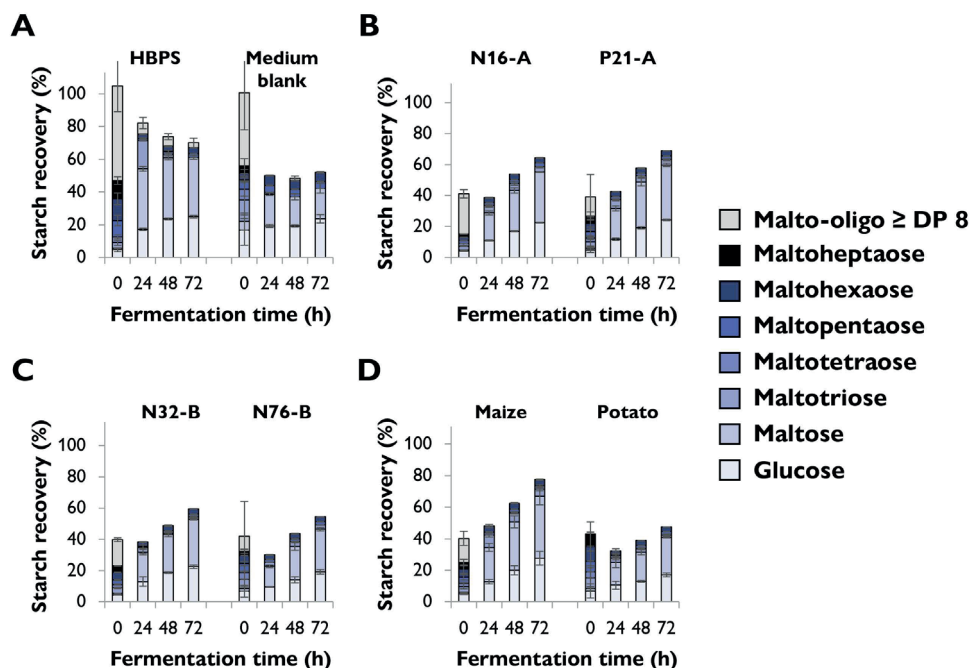 A
HBPS
Medium
blank
Starch recovery (%)
100
80
60
40
20
0
0 24 48 72 0 24 48 72
Fermentation time (h)
B
N16-A P21-A
Starch recovery (%)
100
80
60
40
20
0
0 24 48 72 0 24 48 72
Fermentation time (h)
C
N32-B N76-B
Starch recovery (%)
100
80
60
40
20
0
0 24 48 72 0 24 48 72
Fermentation time (h)
D
Maize Potato
Starch recovery (%)
100
80
60
40
20
0
0 24 48 72 0 24 48 72
Fermentation time (h)
Malto-oligo ≥ DP 8
Maltoheptaose
Maltohexaose
Maltopentaose
Maltotetraose
Maltotriose
Maltose
Glucose